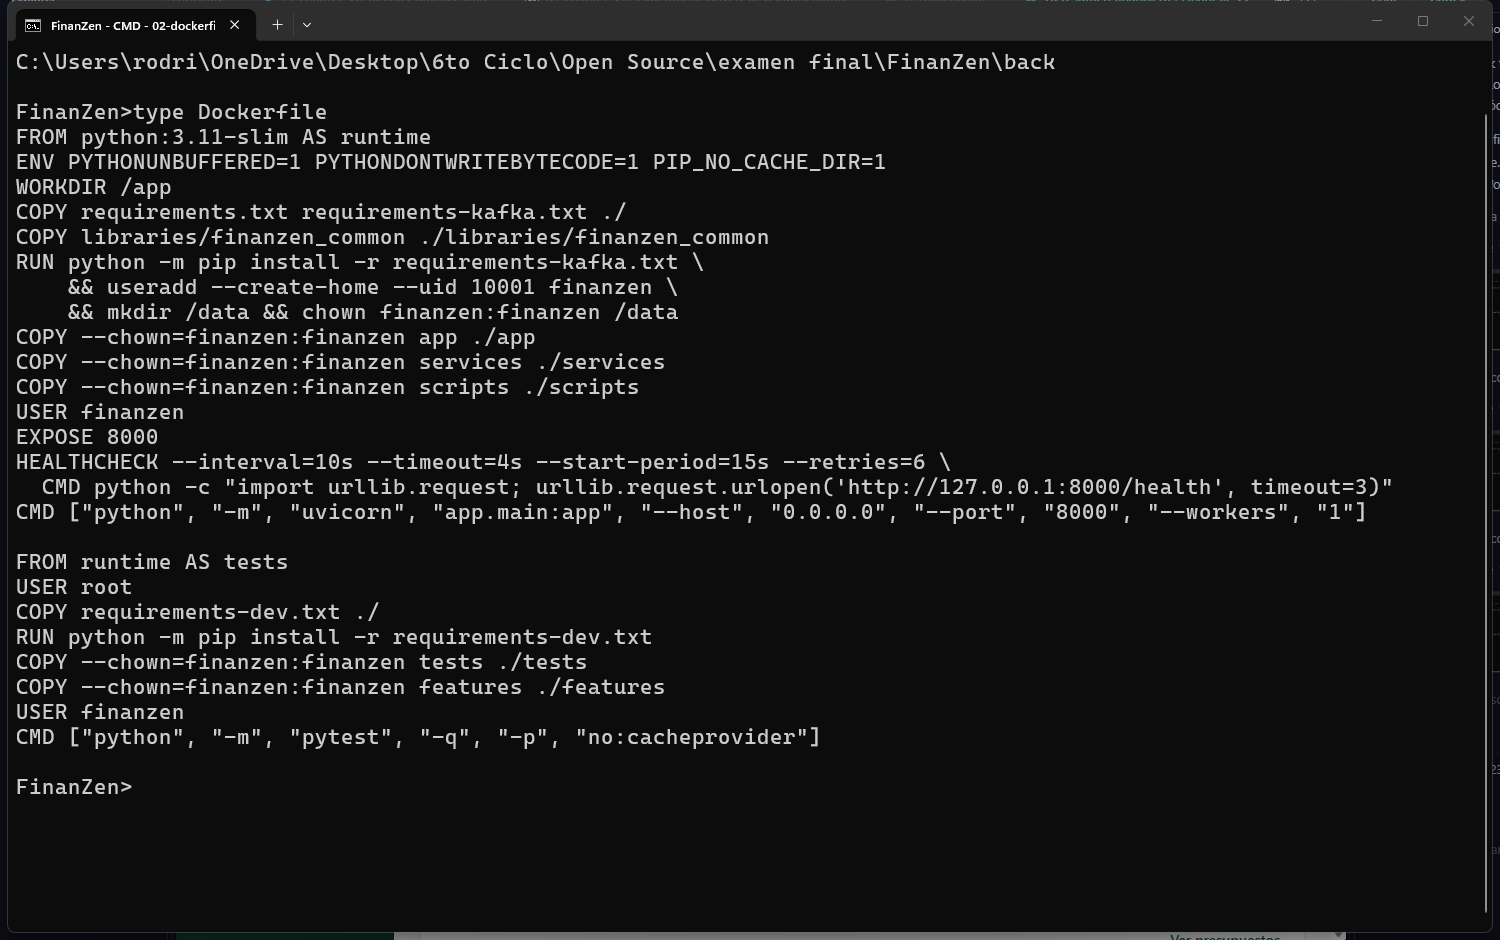 FinanZen - CMD - 02-dockerfi
C:\Users\rodri\OneDrive\Desktop\6to Ciclo\Open Source\examen final\FinanZen\back
FinanZen>type Dockerfile
FROM python:3.11-slim AS runtime
ENV PYTHONUNBUFFERED=1 PYTHONDONTWRITEBYTECODE=1 PIP_NO_CACHE_DIR=1
WORKDIR /app
COPY requirements.txt requirements-kafka.txt ./
COPY libraries/finanzen_common ./libraries/finanzen_common
RUN python -m pip install -r requirements-kafka.txt \
    && useradd --create-home --uid 10001 finanzen \
    && mkdir /data && chown finanzen:finanzen /data
COPY --chown=finanzen:finanzen app ./app
COPY --chown=finanzen:finanzen services ./services
COPY --chown=finanzen:finanzen scripts ./scripts
USER finanzen
EXPOSE 8000
HEALTHCHECK --interval=10s --timeout=4s --start-period=15s --retries=6 \
  CMD python -c "import urllib.request; urllib.request.urlopen('http://127.0.0.1:8000/health', timeout=3)"
CMD ["python", "-m", "uvicorn", "app.main:app", "--host", "0.0.0.0", "--port", "8000", "--workers", "1"]
FROM runtime AS tests
USER root
COPY requirements-dev.txt ./
RUN python -m pip install -r requirements-dev.txt
COPY --chown=finanzen:finanzen tests ./tests
COPY --chown=finanzen:finanzen features ./features
USER finanzen
CMD ["python", "-m", "pytest", "-q", "-p", "no:cacheprovider"]
FinanZen>
Ver presupuestos